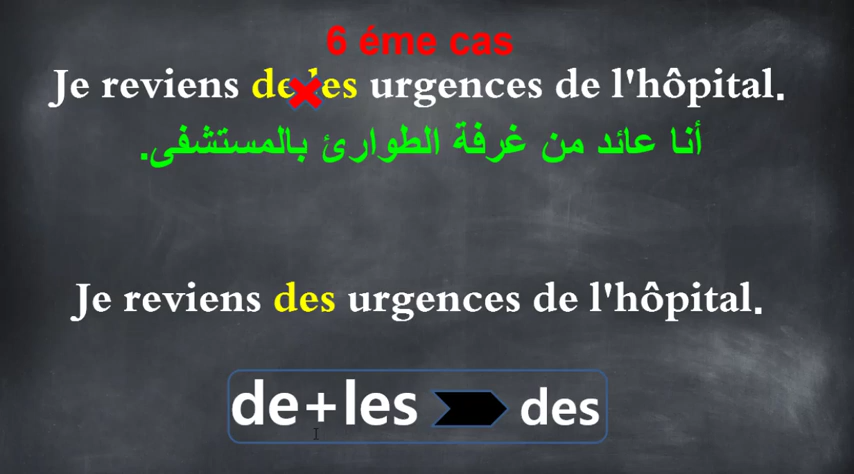 6 éme cas
Je reviens de les urgences de l'hôpital.
أنا عائد من غرفة الطوارئ بالمستشفى.
Je reviens des urgences de l'hôpital.
de+les des